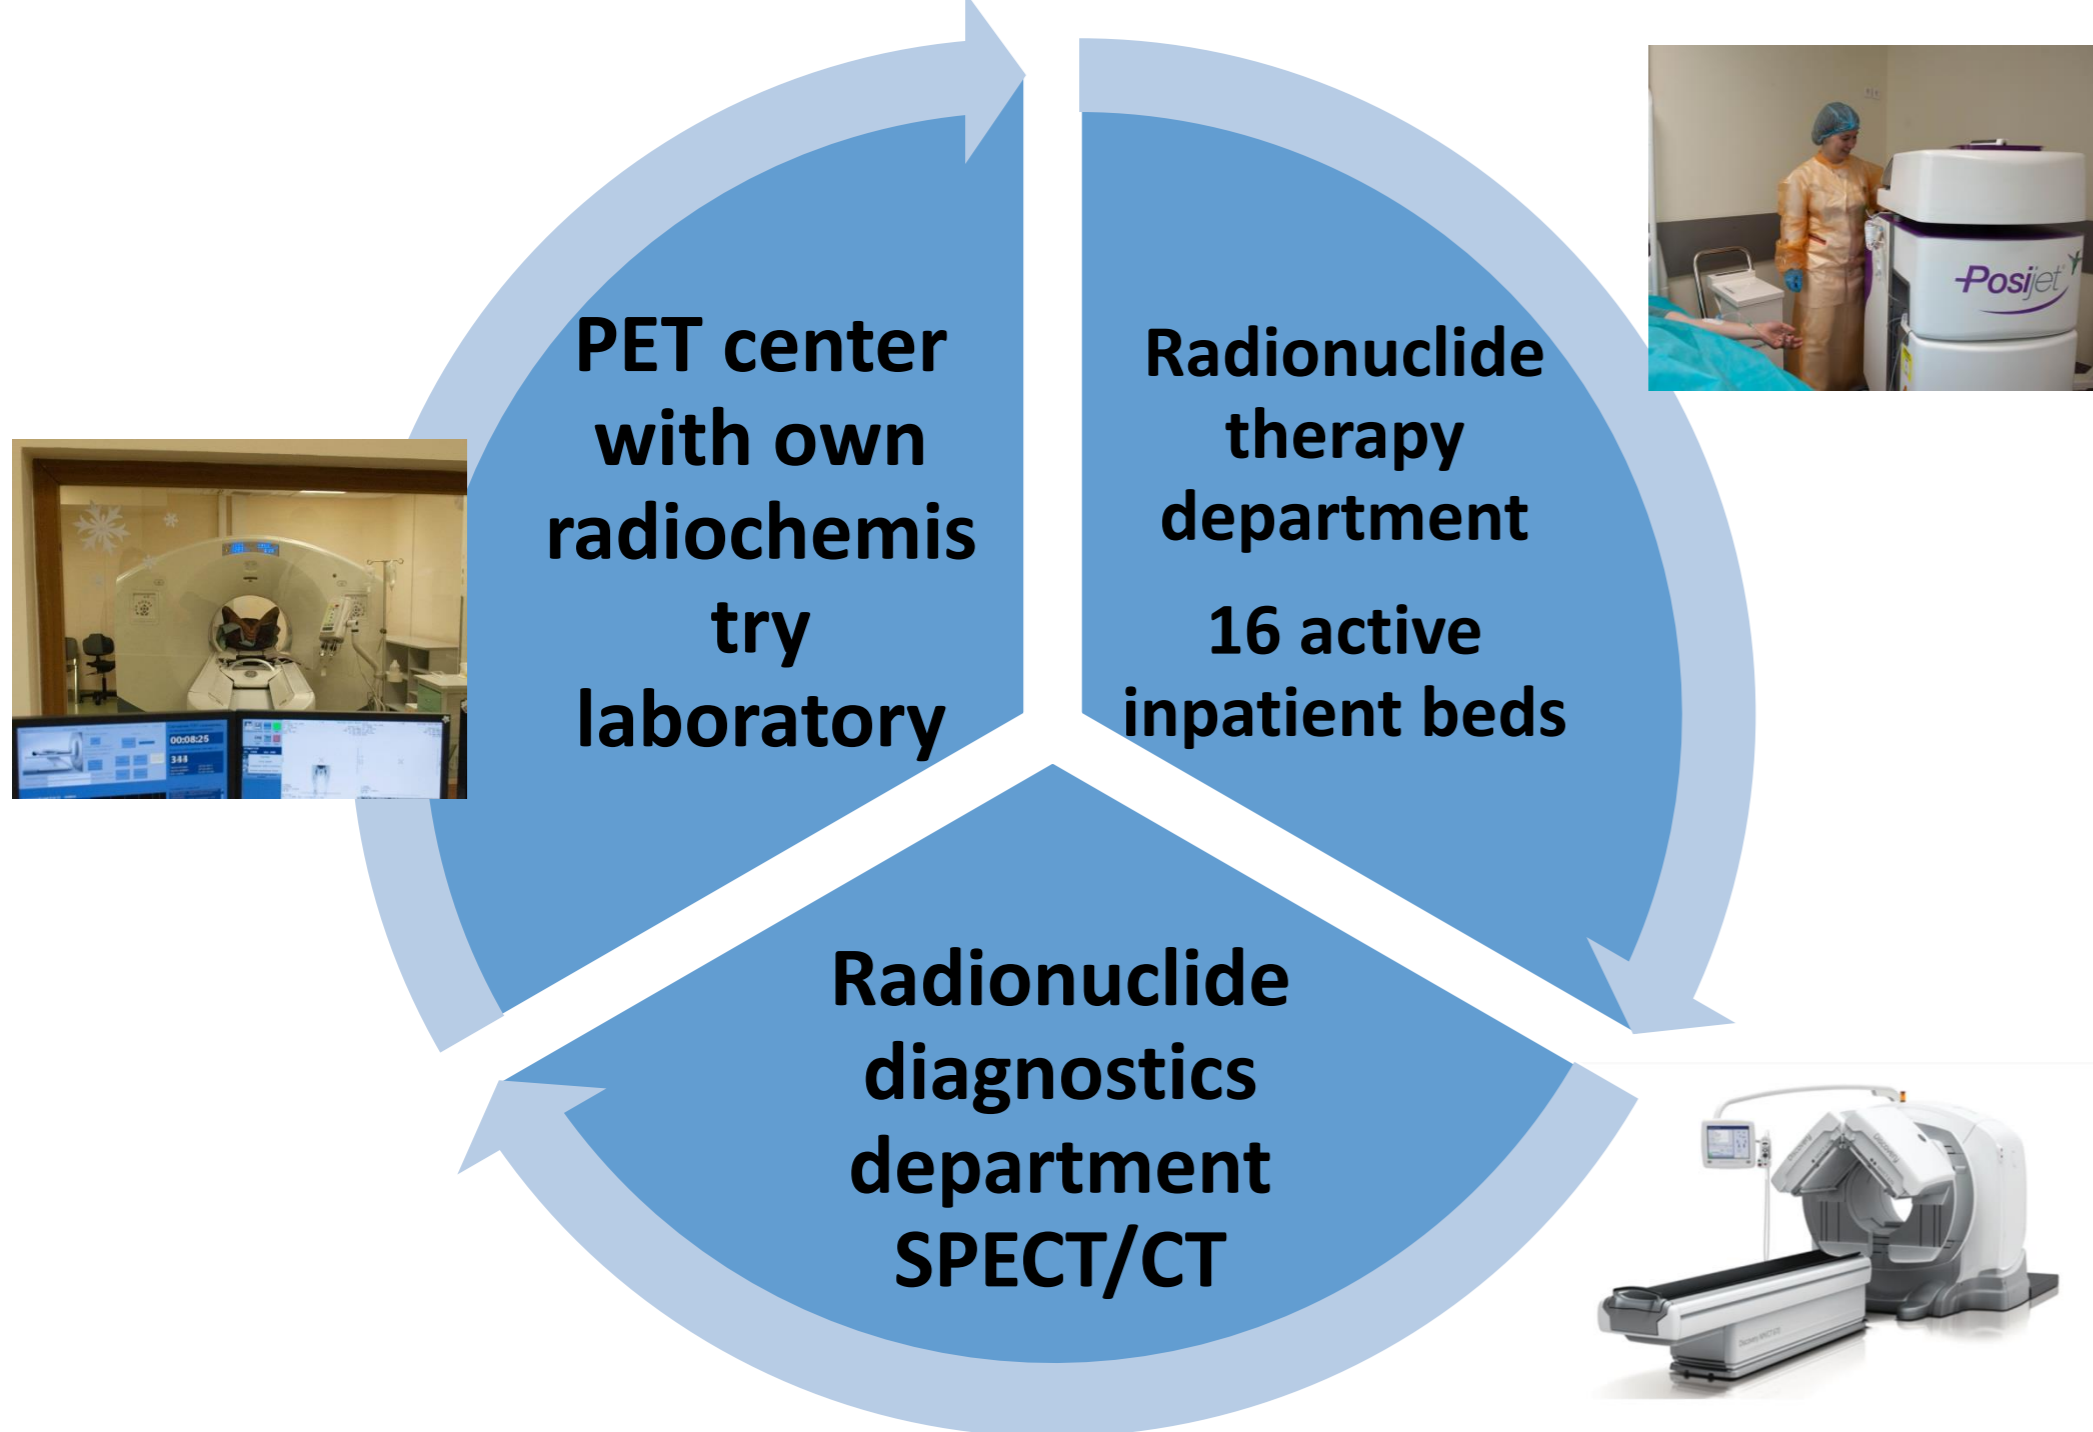 PET center
with own
radiochemis
try
laboratory
Radionuclide
therapy
department
16 active
inpatient beds
Radionuclide
diagnostics
department
SPECT/CT
Posijet
00:08:25
344